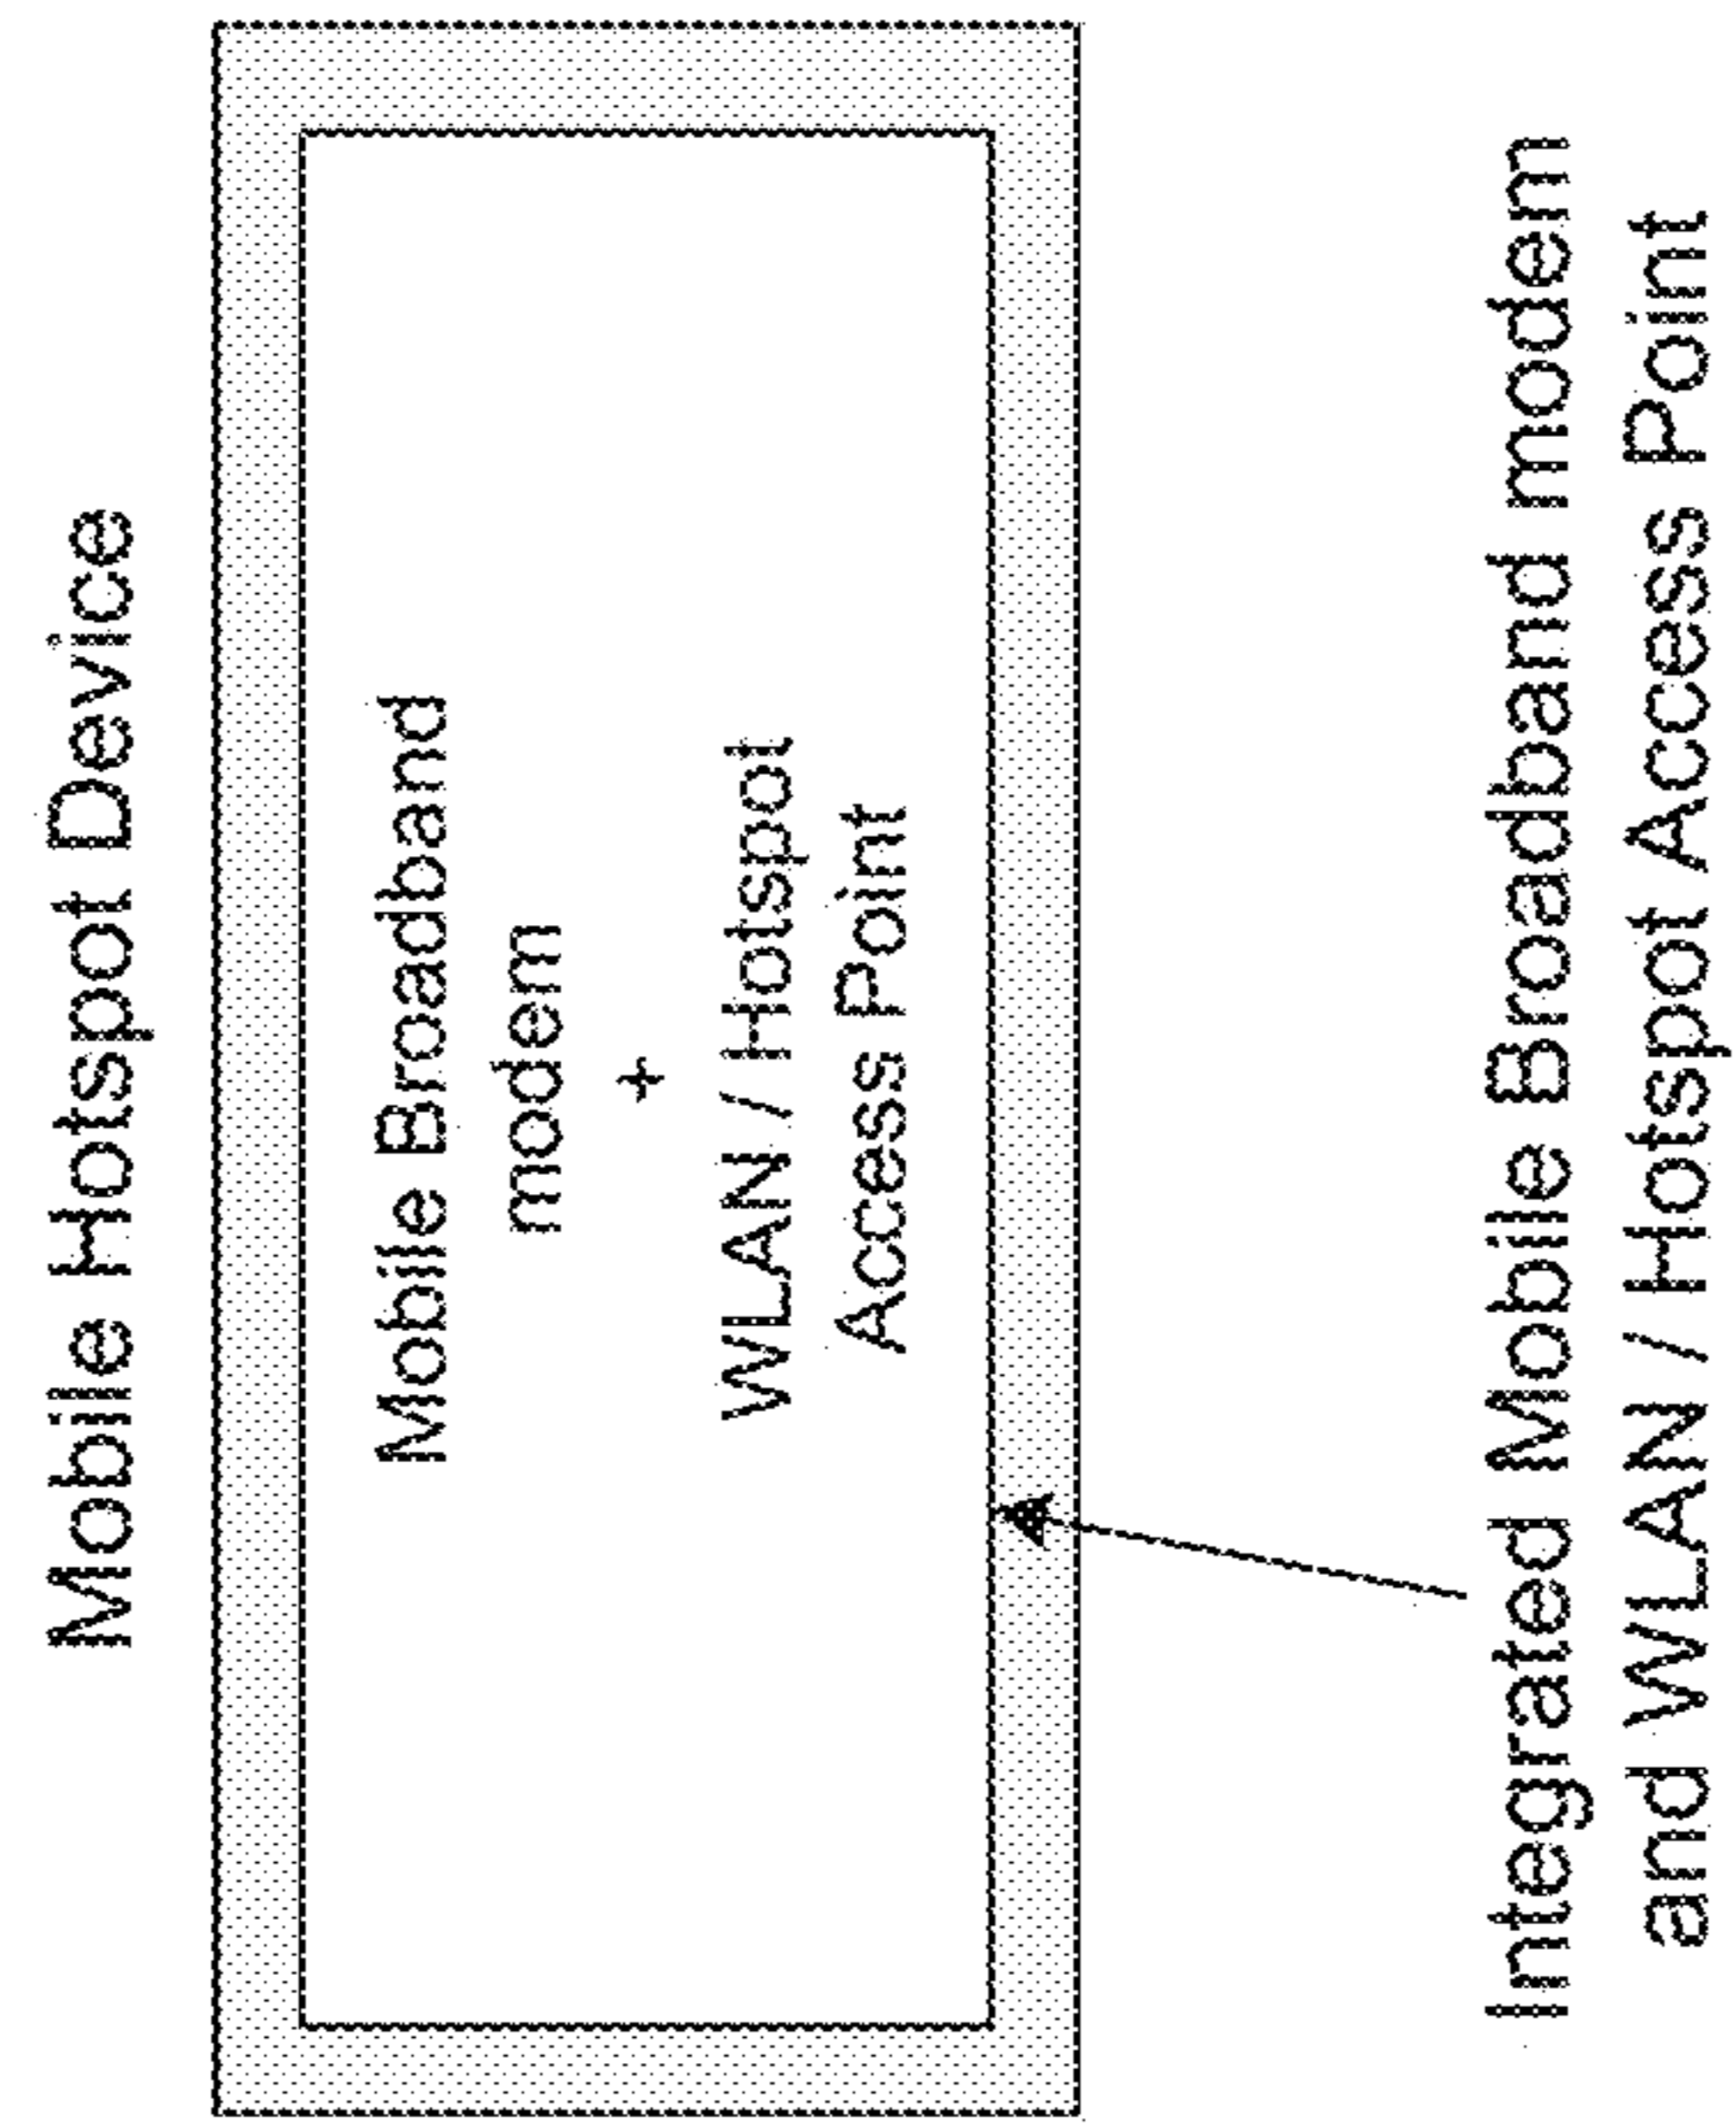 Mobile Hotspot Device
Mobile Broadband
modem
+
WLAN / Hotspot
Access Point
Integrated Mobile Broadband modem
and WLAN / Hotspot Access Point